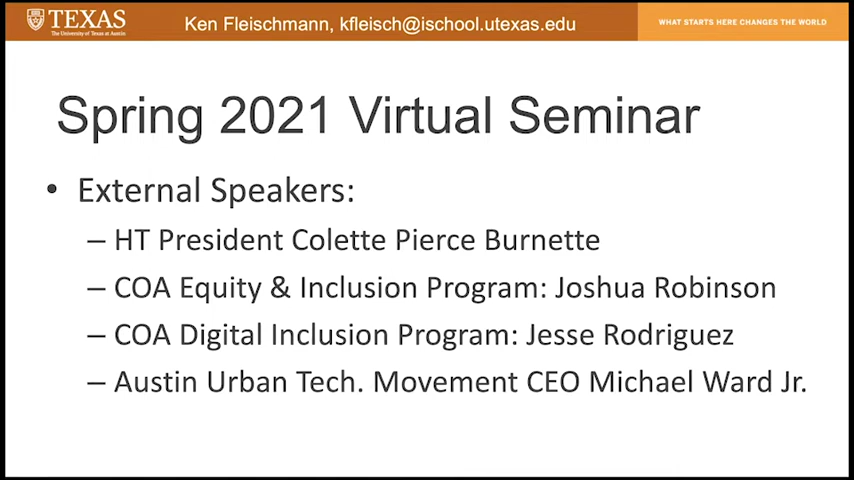 TEXAS
The University of Texas at Austin
Ken Fleischmann, kfleisch@ischool.utexas.edu
WHAT STARTS HERE CHANGES THE WORLD
Spring 2021 Virtual Seminar
• External Speakers:
– HT President Colette Pierce Burnette
– COA Equity & Inclusion Program: Joshua Robinson
– COA Digital Inclusion Program: Jesse Rodriguez
– Austin Urban Tech. Movement CEO Michael Ward Jr.